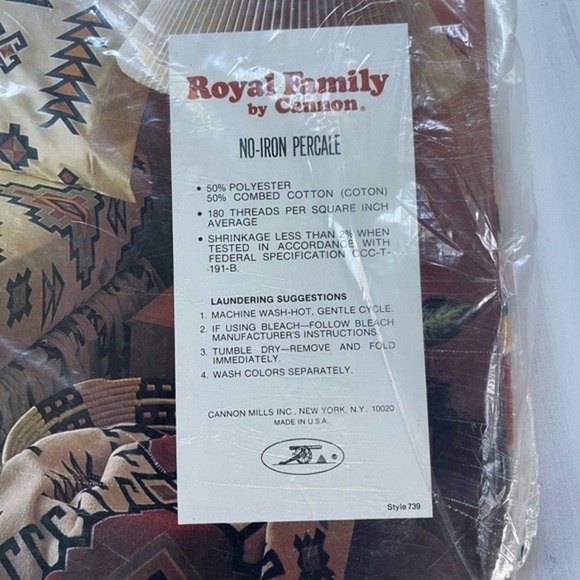 Royal Family
by Cannon®
NO-IRON PERCALE
• 50% POLYESTER
50% COMBED COTTON (COTON)
• 180 THREADS PER SQUARE INCH
AVERAGE
• SHRINKAGE LESS THAN 2% WHEN
TESTED IN ACCORDANCE WITH
FEDERAL SPECIFICATION CCC-T-
-191-B.
LAUNDERING SUGGESTIONS
1. MACHINE WASH-HOT, GENTLE CYCLE.
2. IF USING BLEACH—FOLLOW BLEACH
MANUFACTURER'S INSTRUCTIONS
3. TUMBLE DRY—REMOVE AND FOLD
IMMEDIATELY.
4. WASH COLORS SEPARATELY.
CANNON MILLS INC., NEW YORK, N.Y. 10020
MADE IN U.S.A.
®
Style 739